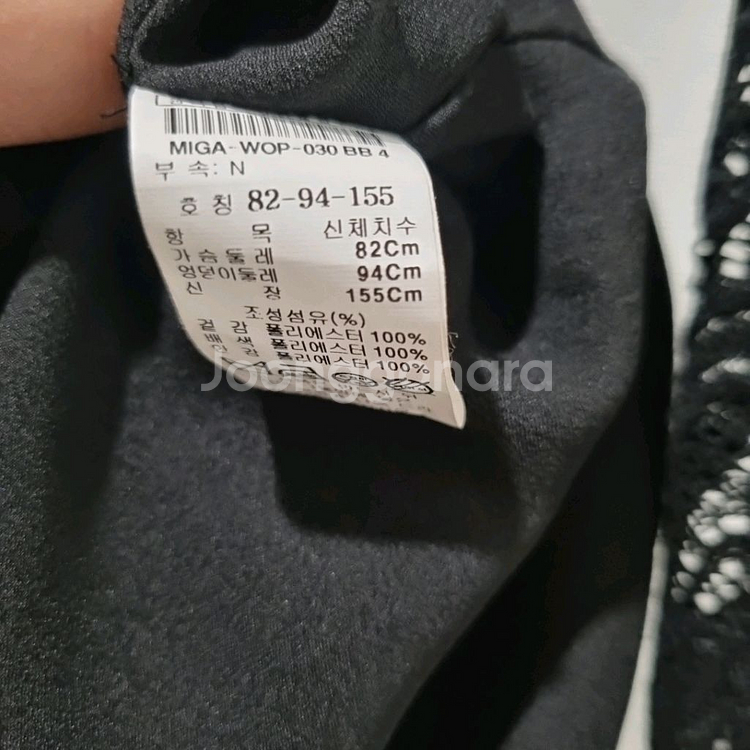 MIGA-WOP-030 BB 4
부 속: N
호 칭 82-94-155
항 목 신체치수
가슴둘레 82Cm
엉덩이둘레 94Cm
신 장 155Cm
조성섬유(%)
겉 감 폴리에스터 100%
배 색 폴리에스터 100%
안 감 폴리에스터 100%
Joonggonara